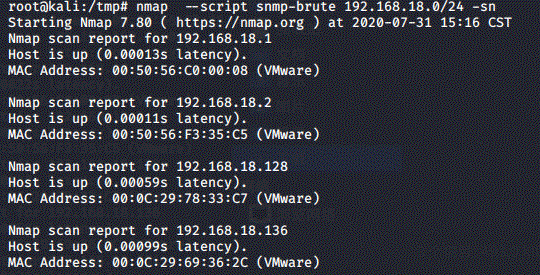 root@kali:/tmp# nmap  --script snmp-brute 192.168.18.0/24 -sn
Starting Nmap 7.80 ( https://nmap.org ) at 2020-07-31 15:16 CST
Nmap scan report for 192.168.18.1
Host is up (0.00013s latency).
MAC Address: 00:50:56:C0:00:08 (VMware)
Nmap scan report for 192.168.18.2
Host is up (0.00011s latency).
MAC Address: 00:50:56:F3:35:C5 (VMware)
Nmap scan report for 192.168.18.128
Host is up (0.00059s latency).
MAC Address: 00:0C:29:78:33:C7 (VMware)
Nmap scan report for 192.168.18.136
Host is up (0.00099s latency).
MAC Address: 00:0C:29:69:36:2C (VMware)